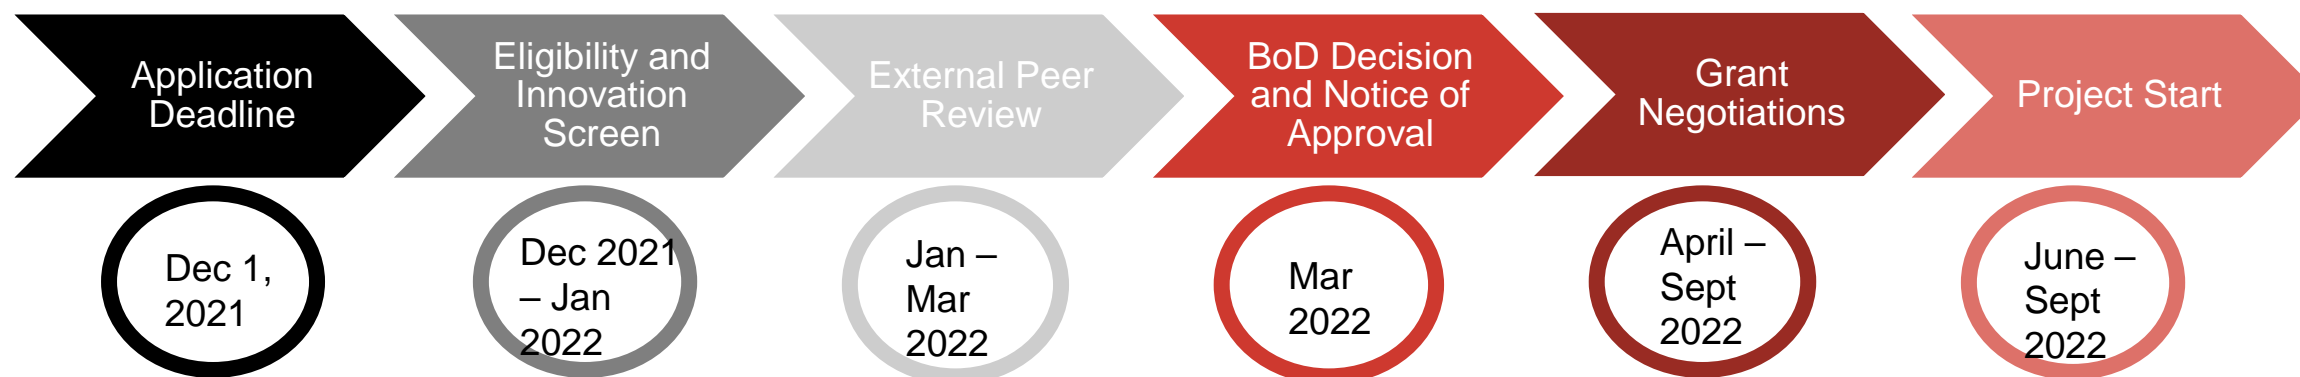 Application
Deadline
Eligibility and
Innovation
Screen
External Peer
Review
BoD Decision
and Notice of
Approval
Grant
Negotiations
Project Start
Dec 1,
2021
Dec 2021
– Jan
2022
Jan –
Mar
2022
Mar
2022
April –
Sept
2022
June –
Sept
2022